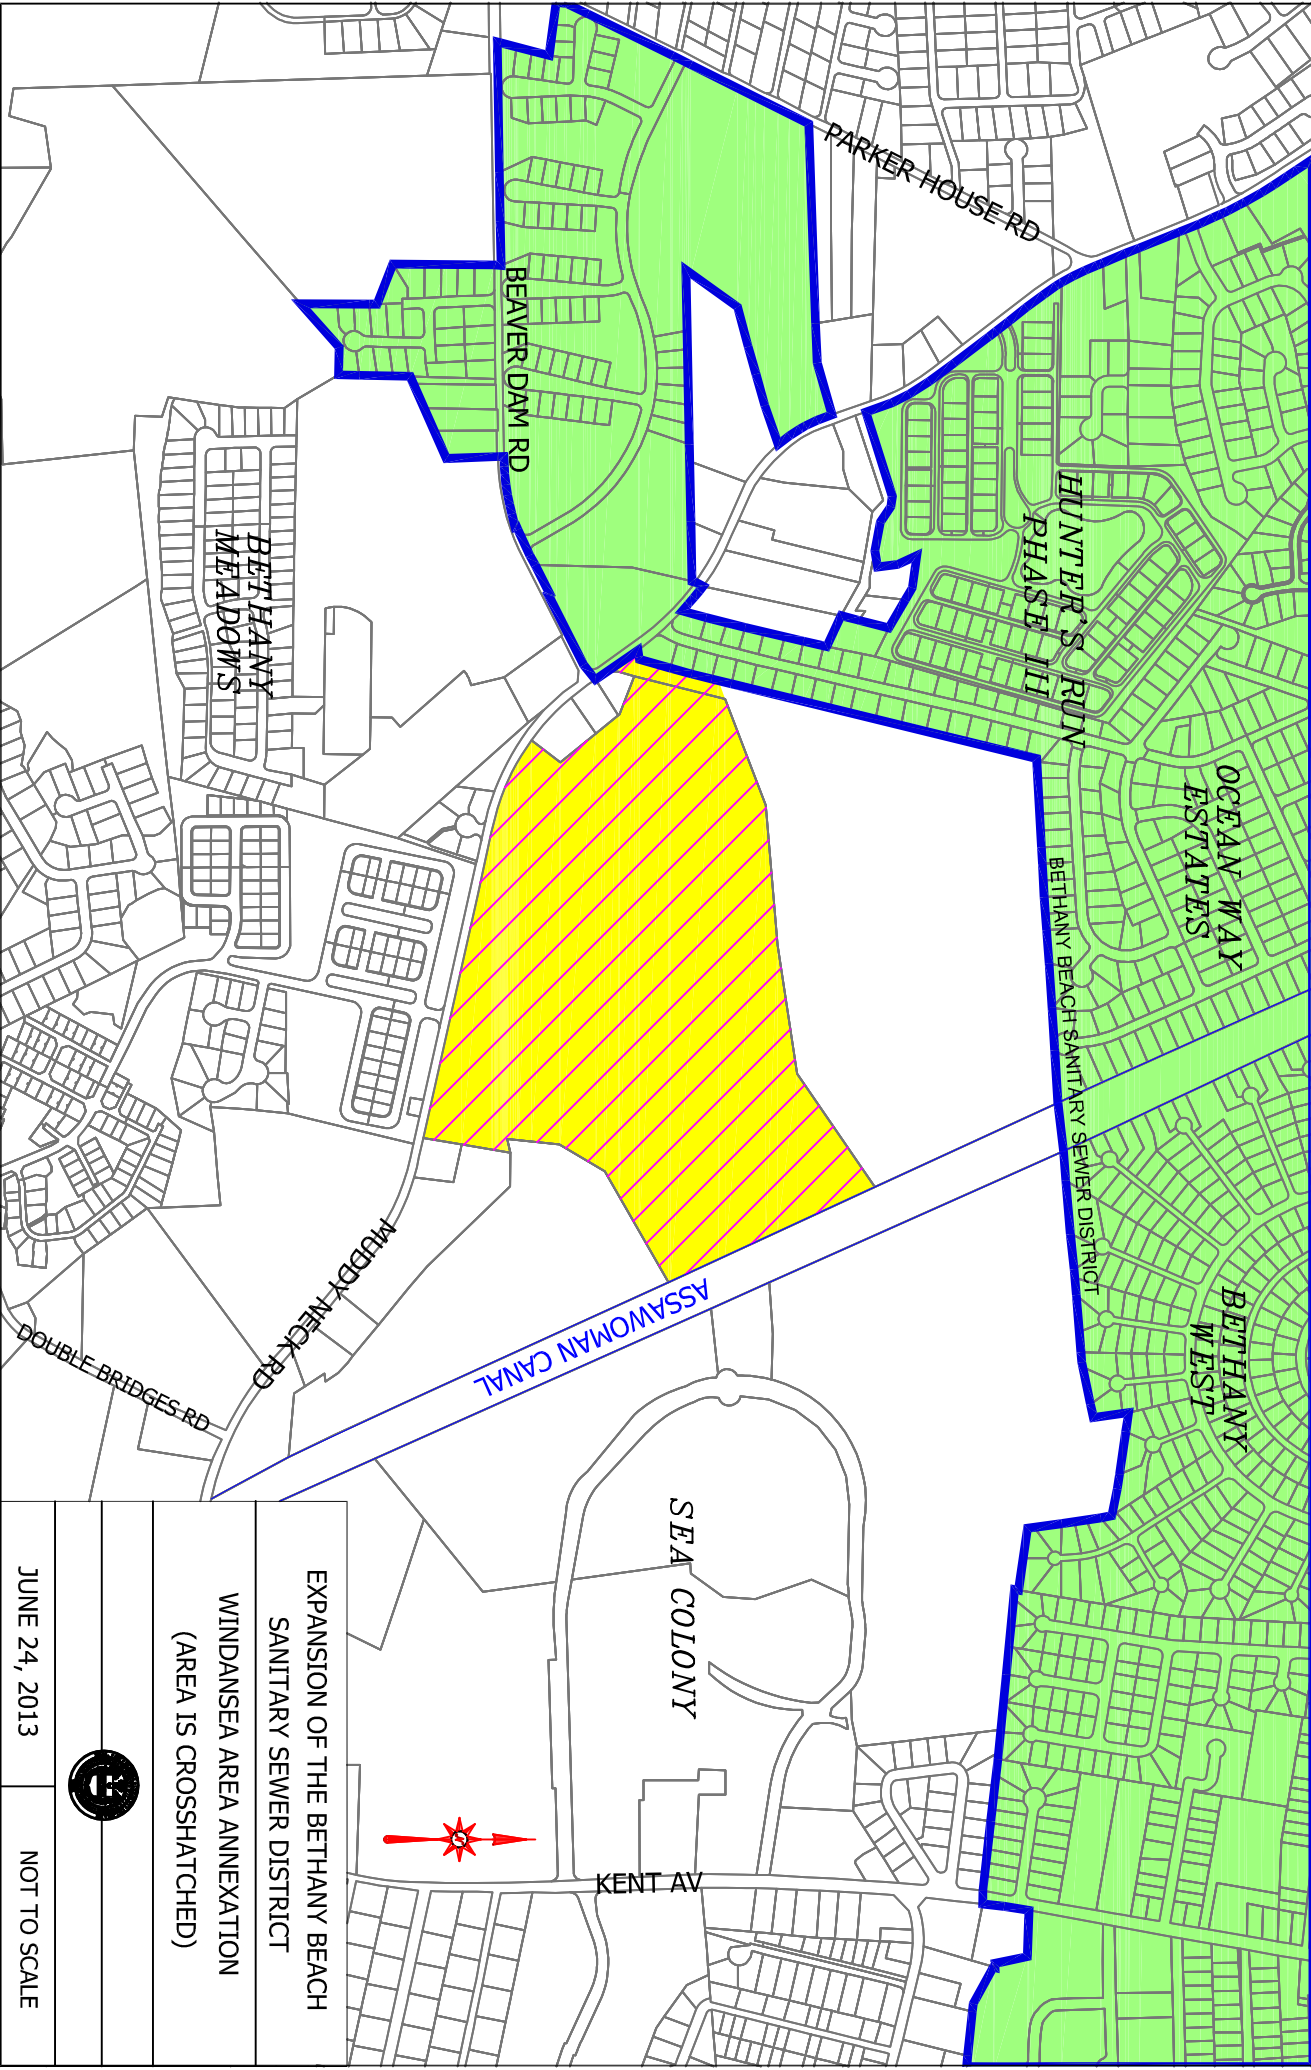 PARKER HOUSE RD
BEAVER DAM RD
HUNTER'S RUN
PHASE III
BETHANY
MEADOWS
OCEAN WAY
ESTATES
BETHANY BEACH SANITARY SEWER DISTRICT
BETHANY
WEST
MUDDY NECK RD
DOUBLE BRIDGES RD
ASSAWOMAN CANAL
SEA COLONY
KENT AV
EXPANSION OF THE BETHANY BEACH
SANITARY SEWER DISTRICT
WINDANSEA AREA ANNEXATION
(AREA IS CROSSHATCHED)
JUNE 24, 2013
NOT TO SCALE